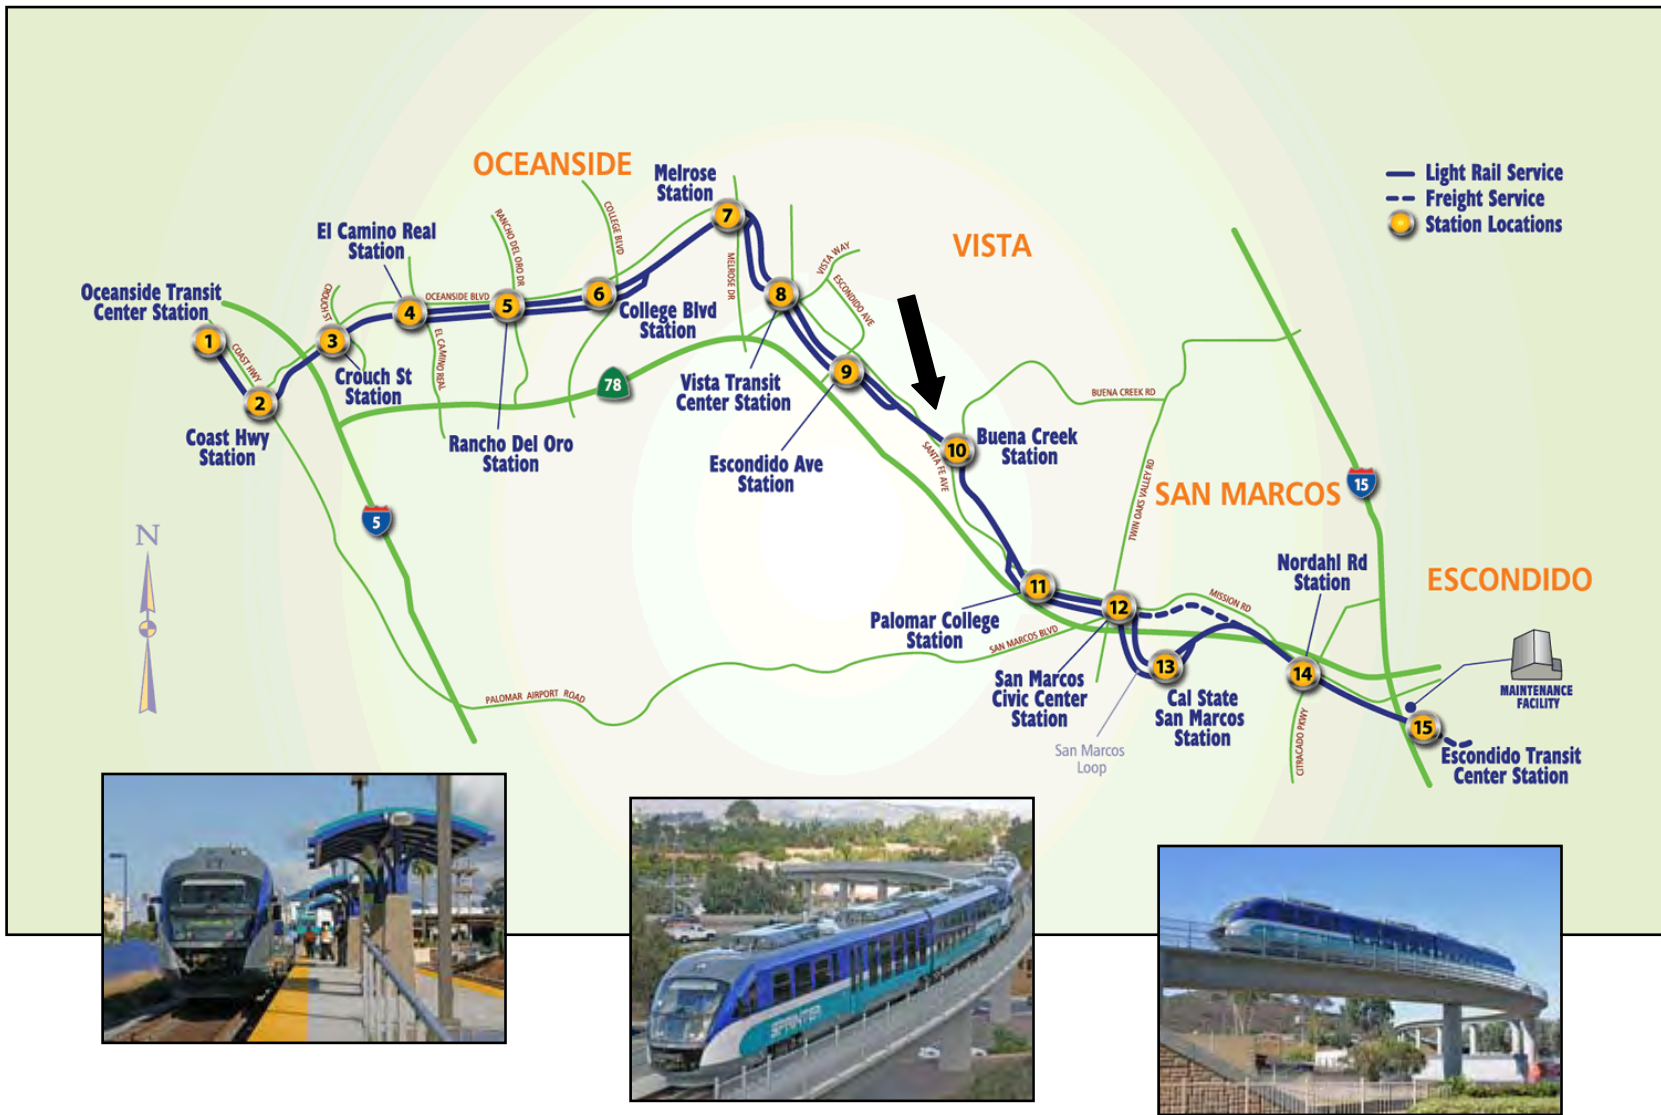 OCEANSIDE
Melrose
Station
7
Light Rail Service
Freight Service
Station Locations
El Camino Real
Station
RANCHO DEL ORO DR
COLLEGE BLVD
VISTA
VISTA WAY
ESCONDIDO AVE
MELROSE DR
Oceanside Transit
Center Station
CROUCH ST
OCEANSIDE BLVD
1
2
3
4
5
6
8
9
10
COAST HWY
EL CAMINO REAL
College Blvd
Station
Crouch St
Station
78
Vista Transit
Center Station
BUENA CREEK RD
Coast Hwy
Station
Rancho Del Oro
Station
Escondido Ave
Station
Buena Creek
Station
SANTA FE AVE
TWIN OAKS VALLEY RD
SAN MARCOS
15
5
N
Nordahl Rd
Station
ESCONDIDO
11
12
MISSION RD
Palomar College
Station
SAN MARCOS BLVD
13
14
San Marcos
Civic Center
Station
Cal State
San Marcos
Station
San Marcos
Loop
PALOMAR AIRPORT ROAD
CITRACADO PKWY
MAINTENANCE
FACILITY
15
Escondido Transit
Center Station
SPRINTER